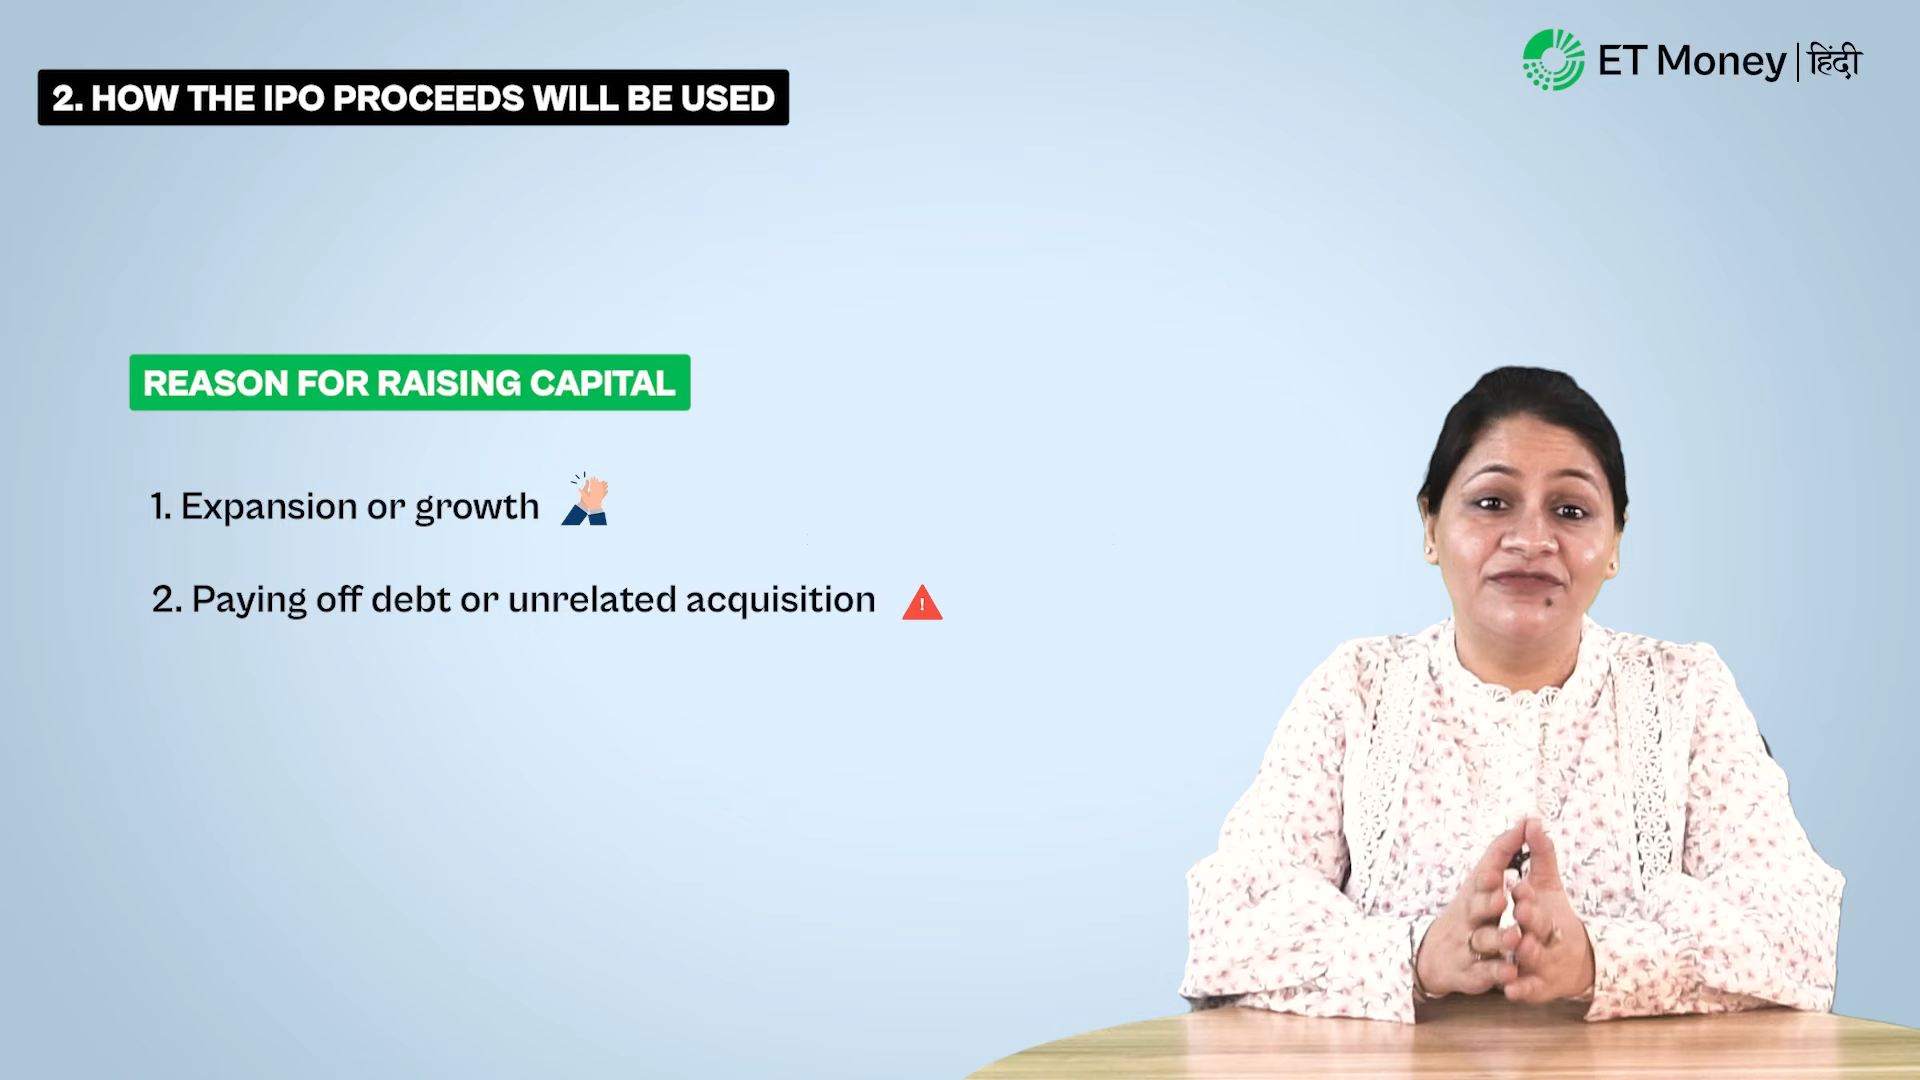 2. HOW THE IPO PROCEEDS WILL BE USED
ET Money | हिंदी
REASON FOR RAISING CAPITAL
1. Expansion or growth
2. Paying off debt or unrelated acquisition